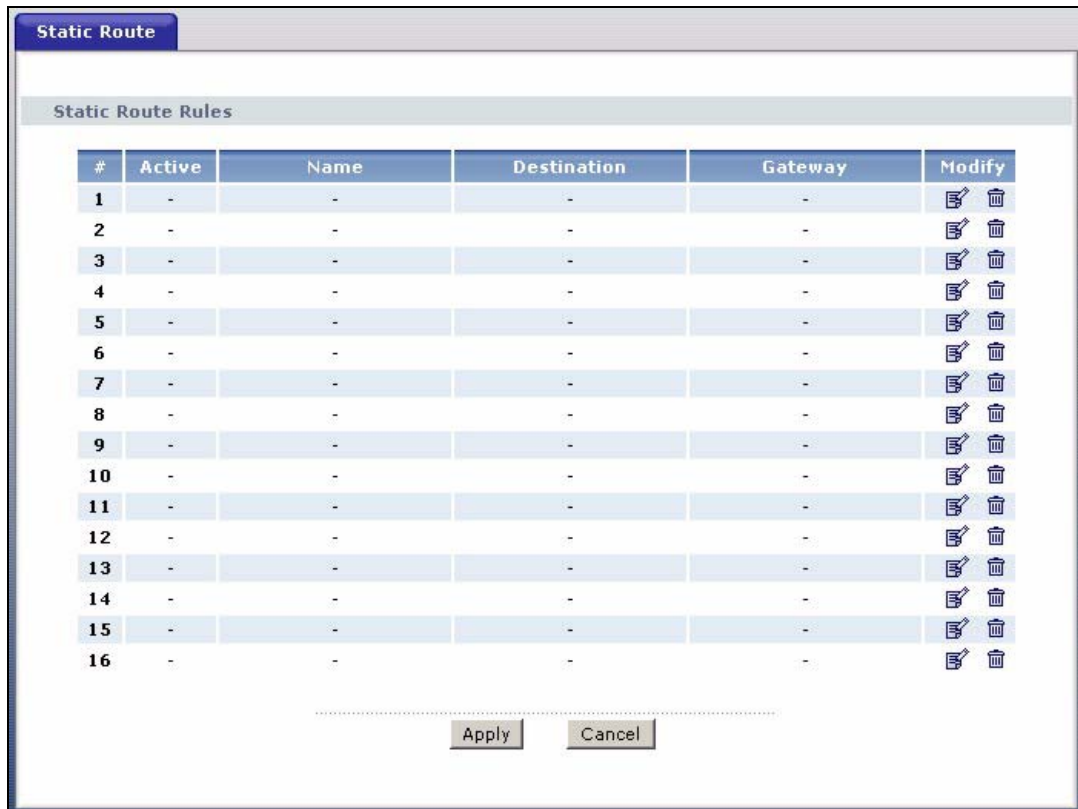 Static Route
Static Route Rules
# Active Name Destination Gateway Modify
1 - - - -
2 - - - -
3 - - - -
4 - - - -
5 - - - -
6 - - - -
7 - - - -
8 - - - -
9 - - - -
10 - - - -
11 - - - -
12 - - - -
13 - - - -
14 - - - -
15 - - - -
16 - - - -
Apply Cancel